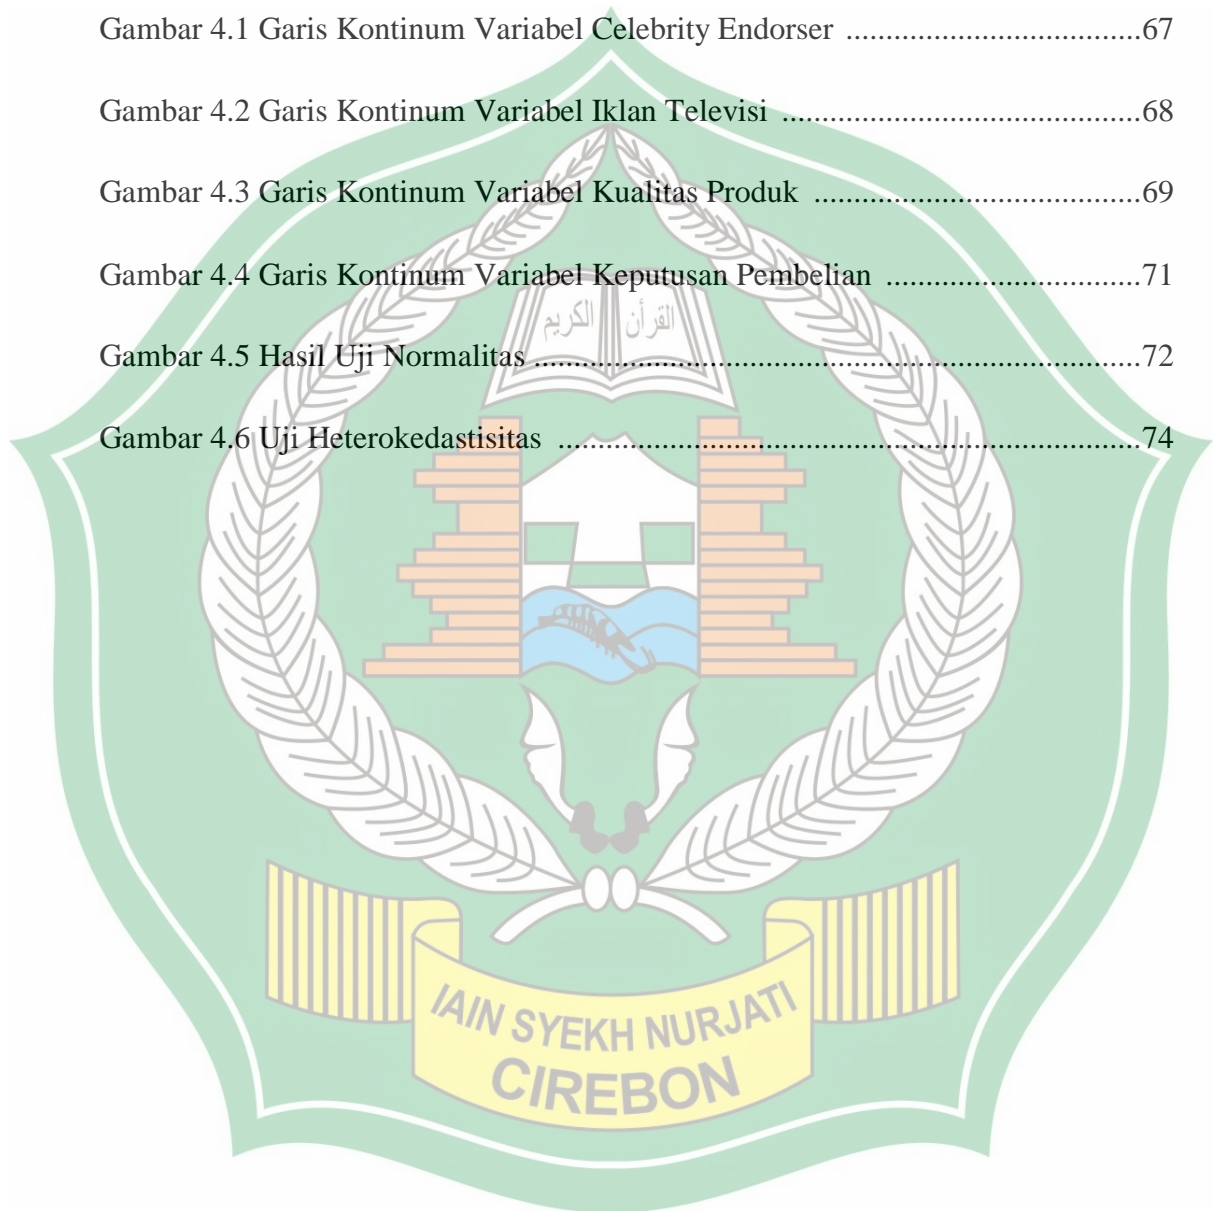 Gambar 4.1 Garis Kontinum Variabel Celebrity Endorser .....................................67
Gambar 4.2 Garis Kontinum Variabel Iklan Televisi .............................................68
Gambar 4.3 Garis Kontinum Variabel Kualitas Produk .........................................69
Gambar 4.4 Garis Kontinum Variabel Keputusan Pembelian ................................71
القرأن الكريم
Gambar 4.5 Hasil Uji Normalitas ............................................................................72
Gambar 4.6 Uji Heterokedastisitas .........................................................................74
IAIN SYEKH NURJATI
CIREBON